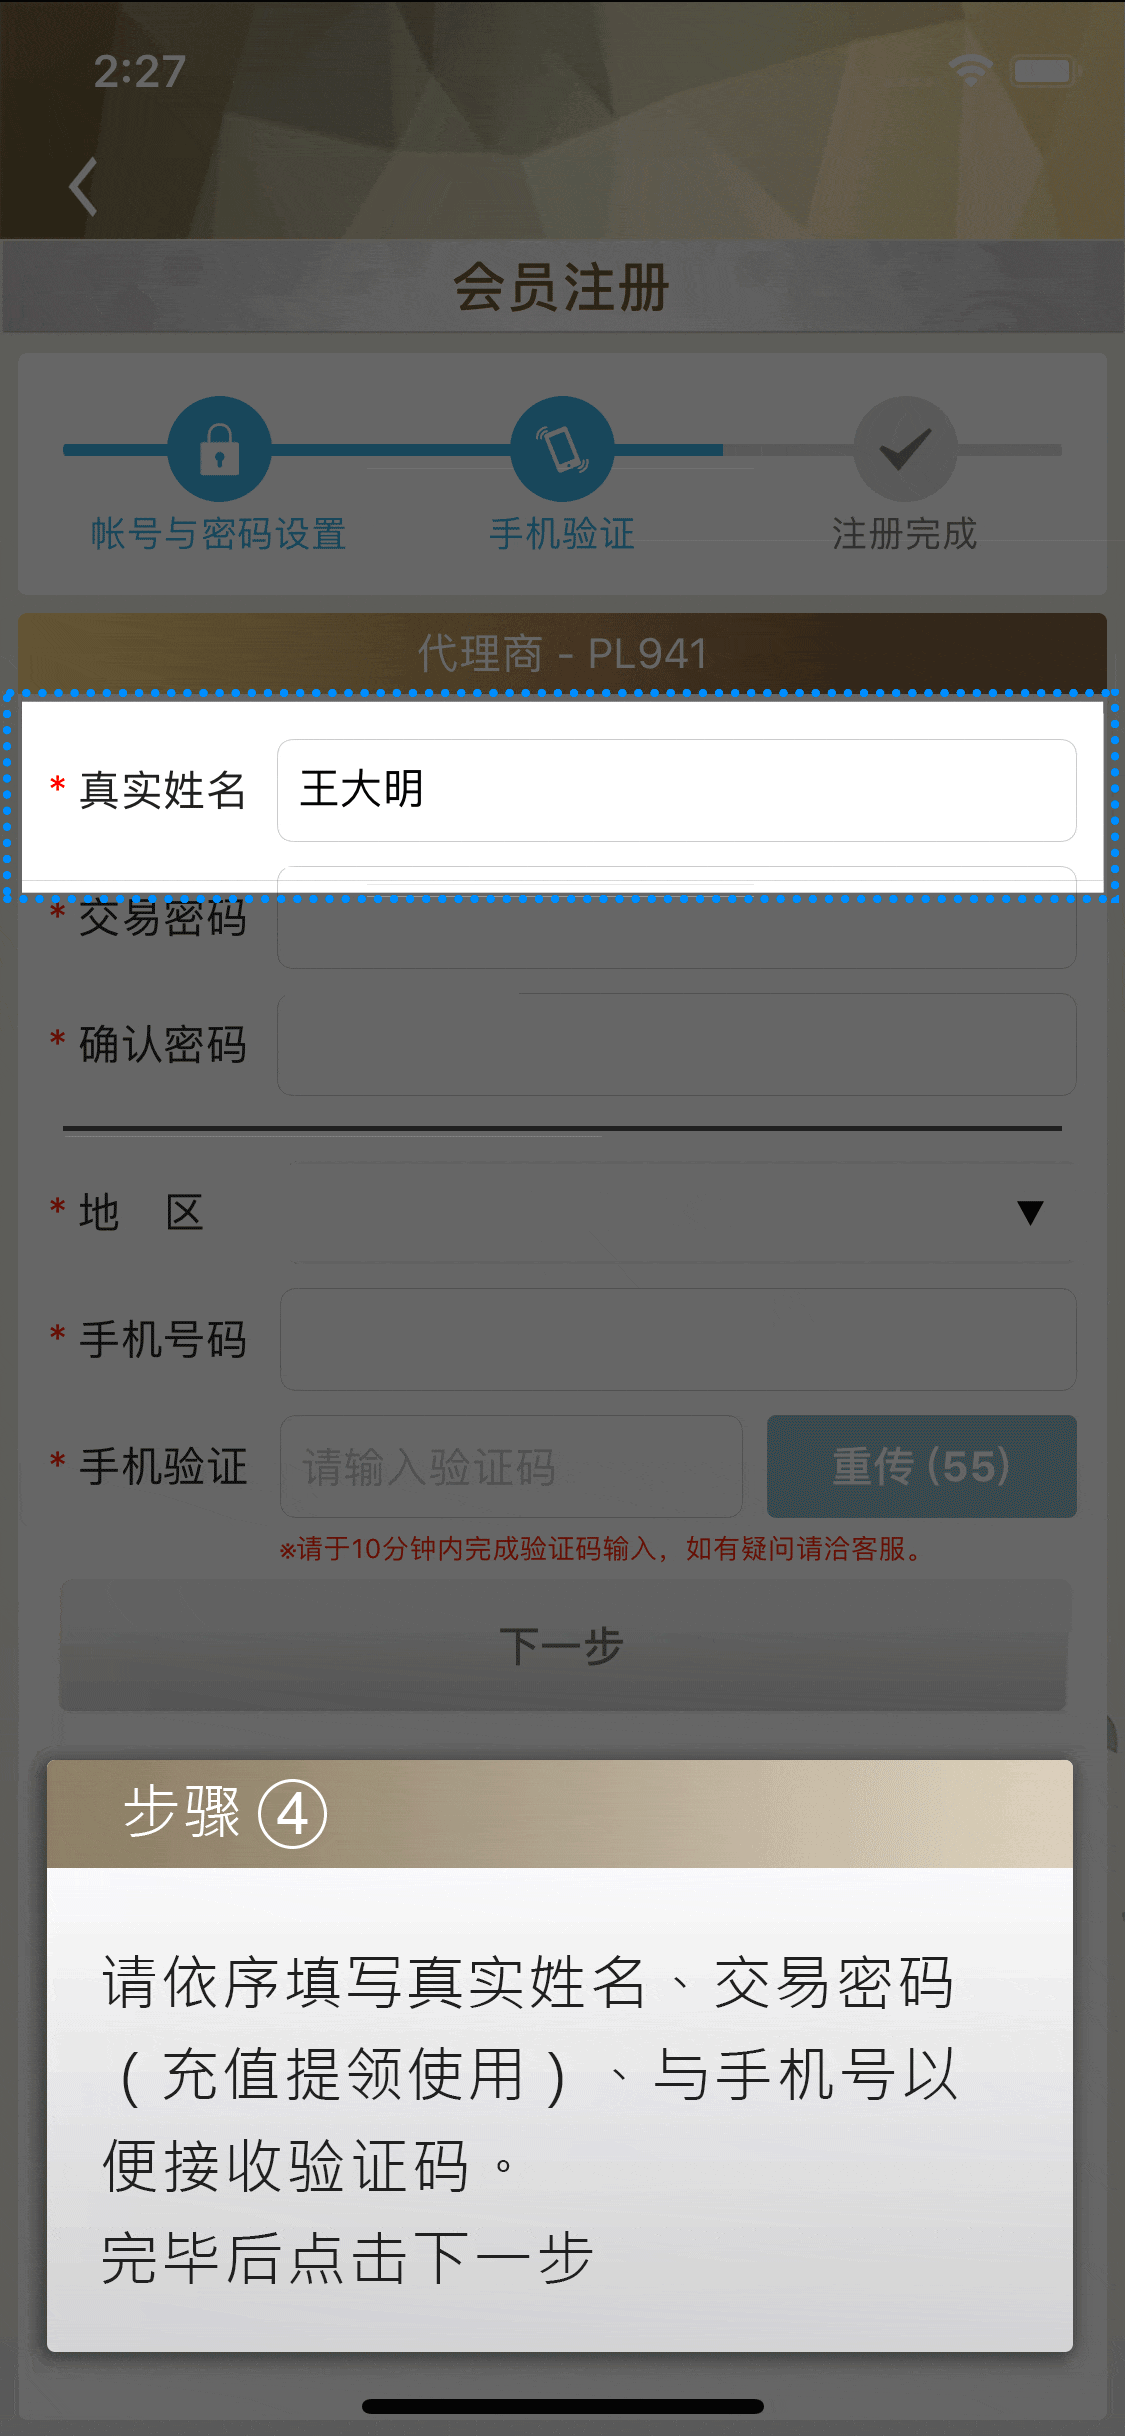 2:27
会员注册
帐号与密码设置
手机验证
注册完成
代理商 - PL941
* 真实姓名
王大明
* 交易密码
* 确认密码
* 地 区
▼
* 手机号码
* 手机验证
请输入验证码
重传 (55)
※请于10分钟内完成验证码输入，如有疑问请洽客服。
下一步
步骤 ④
请依序填写真实姓名、交易密码
（充值提领使用）、与手机号以
便接收验证码。
完毕后点击下一步